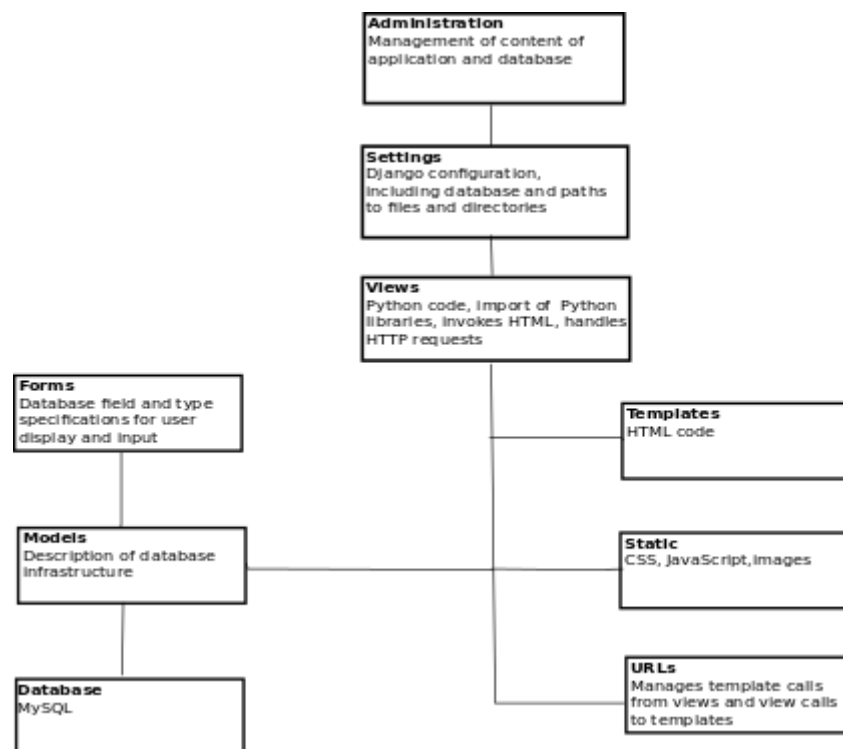 Administration
Management of content of
application and database
Settings
Django configuration,
including database and paths
to files and directories
Views
Python code, import of Python
libraries, invokes HTML, handles
HTTP requests
Forms
Database field and type
specifications for user
display and input
Templates
HTML code
Models
Description of database
infrastructure
Static
CSS, JavaScript,images
URLs
Manages template calls
from views and view calls
to templates
Database
MySQL